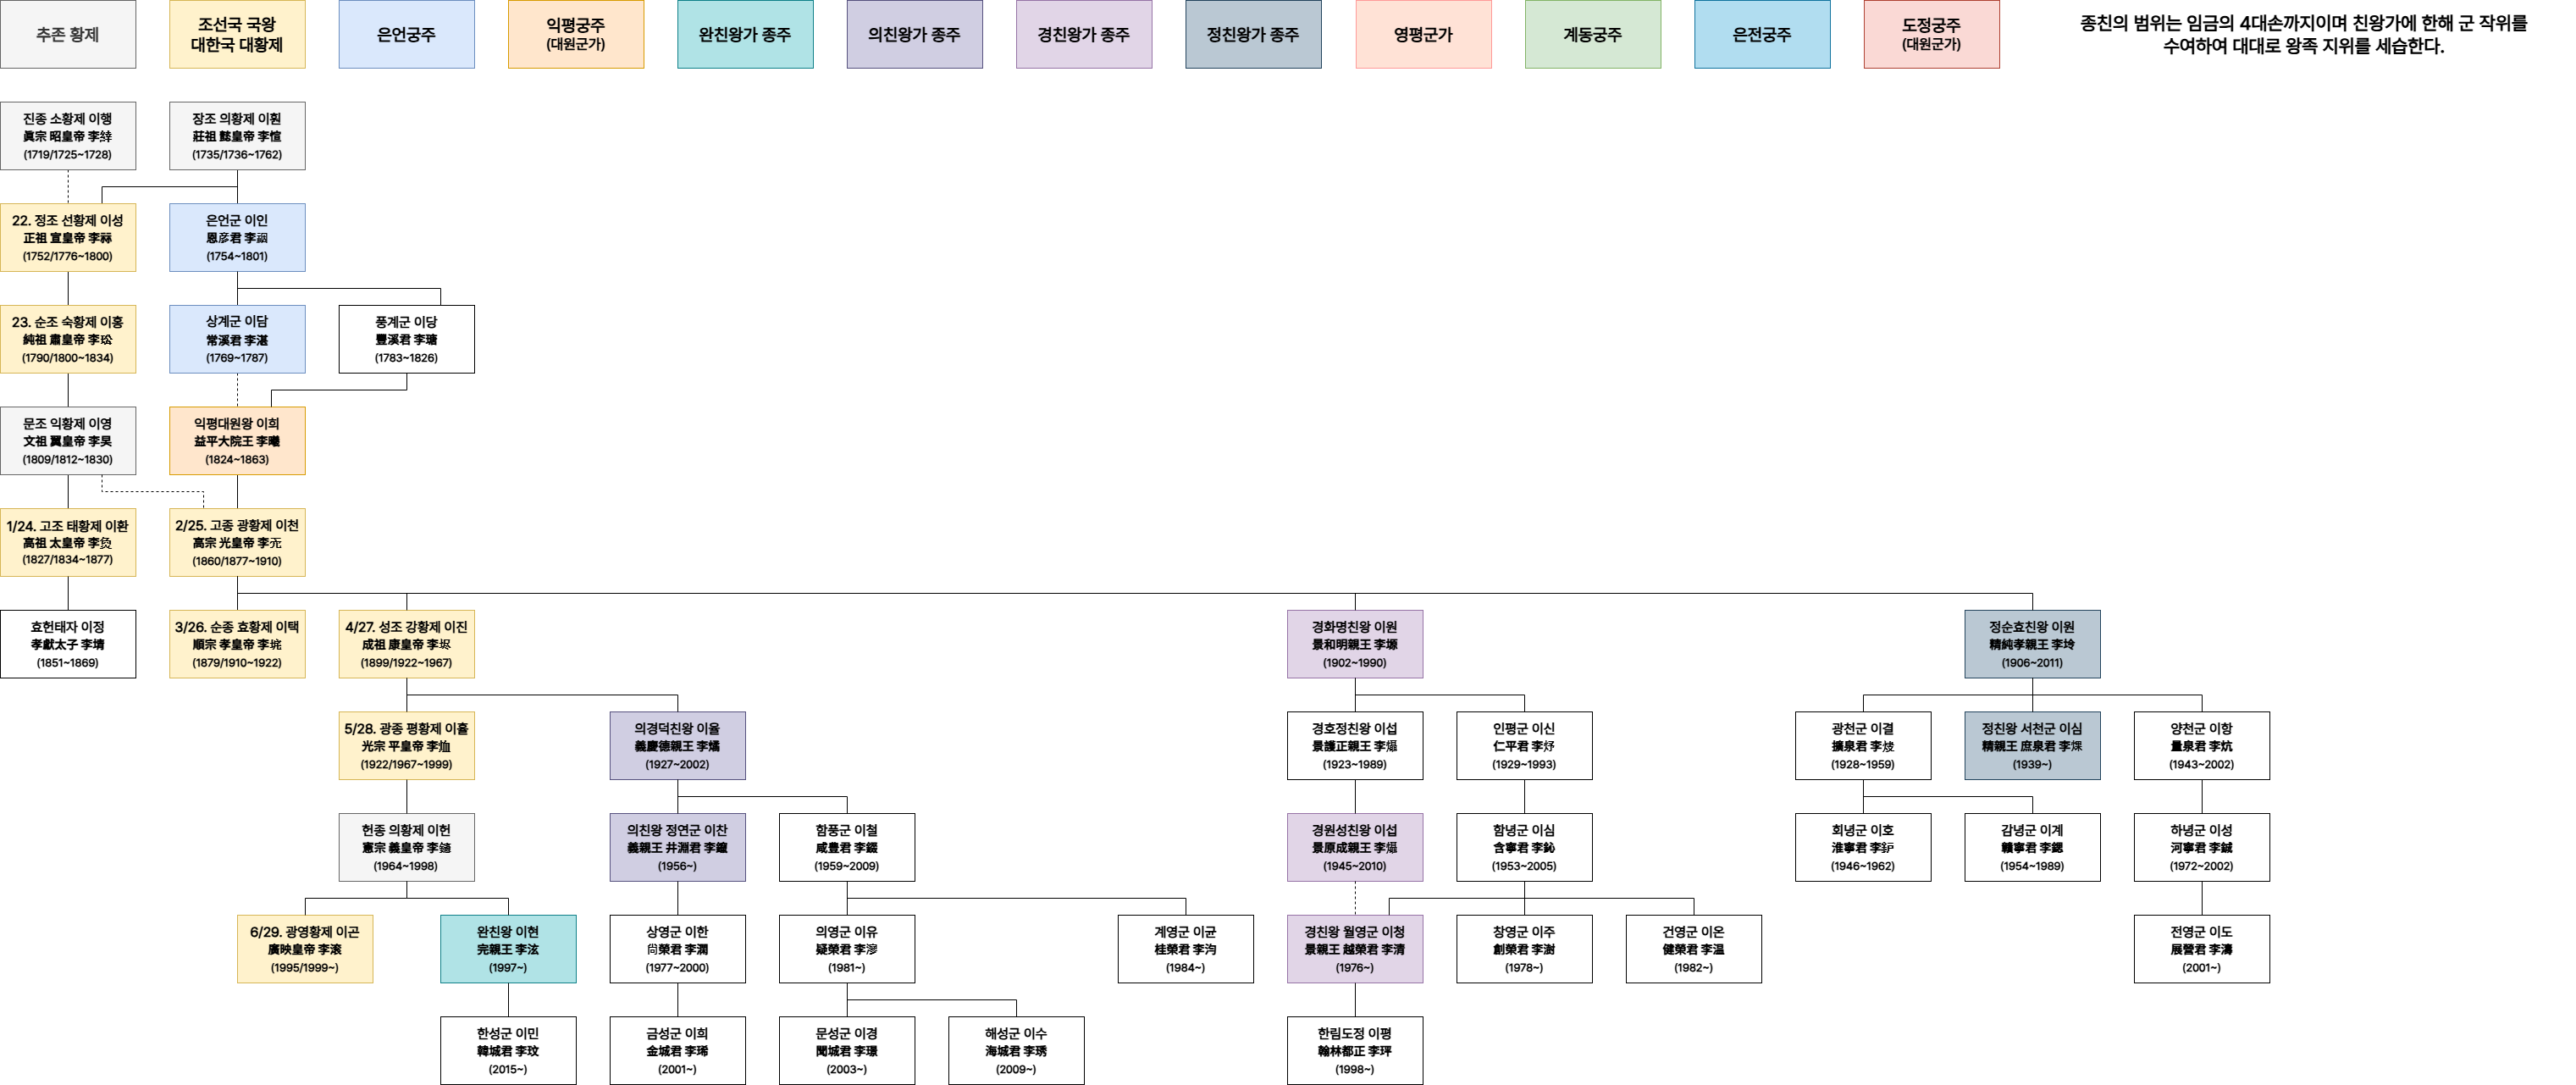 추존 황제
조선국 국왕
대한국 대황제
은언궁주
익평궁주
(대원군가)
완친왕가 종주
의친왕가 종주
경친왕가 종주
정친왕가 종주
영평군가
계동궁주
은전궁주
도정궁주
(대원군가)
종친의 범위는 임금의 4대손까지이며 친왕가에 한해 군 작위를
수여하여 대대로 왕족 지위를 세습한다.
진종 소황제 이행
眞宗 昭皇帝 李緈
(1719/1725~1728)
장조 의황제 이훤
莊祖 懿皇帝 李愃
(1735/1736~1762)
22. 정조 선황제 이성
正祖 宣皇帝 李祘
(1752/1776~1800)
은언군 이인
恩彦君 李裀
(1754~1801)
23. 순조 숙황제 이홍
純祖 肅皇帝 李玜
(1790/1800~1834)
상계군 이담
常溪君 李湛
(1769~1787)
풍계군 이당
豐溪君 李瑭
(1783~1826)
문조 익황제 이영
文祖 翼皇帝 李旲
(1809/1812~1830)
익평대원왕 이희
益平大院王 李曦
(1824~1863)
1/24. 고조 태황제 이환
高祖 太皇帝 李烉
(1827/1834~1877)
2/25. 고종 광황제 이천
高宗 光皇帝 李
(1860/1877~1910)
효헌태자 이정
孝獻太子 李埥
(1851~1869)
3/26. 순종 효황제 이택
順宗 孝皇帝 李垞
(1879/1910~1922)
4/27. 성조 강황제 이진
成祖 康皇帝 李
(1899/1922~1967)
경화명친왕 이원
景和明親王 李塬
(1902~1990)
정순효친왕 이원
精純孝親王 李坽
(1906~2011)
5/28. 광종 평황제 이휼
光宗 平皇帝 李
(1922/1967~1999)
의경덕친왕 이율
義慶德親王 李燏
(1927~2002)
경호정친왕 이섭
景護正親王 李㒤
(1923~1989)
인평군 이신
仁平君 李
(1929~1993)
광천군 이결
擴泉君 李焌
(1928~1959)
정친왕 서천군 이심
精親王 庶泉君 李
(1939~)
양천군 이항
量泉君 李炕
(1943~2002)
헌종 의황제 이헌
憲宗 義皇帝 李
(1964~1998)
의친왕 정연군 이찬
義親王 井淵君 李
(1956~)
함풍군 이철
咸豊君 李錣
(1959~2009)
경원성친왕 이섭
景原成親王 李
(1945~2010)
함녕군 이심
含寧君 李鈊
(1953~2005)
회녕군 이호
淮寧君 李
(1946~1962)
감녕군 이계
贛寧君 李
(1954~1989)
하녕군 이성
河寧君 李鋮
(1972~2002)
6/29. 광영황제 이곤
廣映皇帝 李滚
(1995/1999~)
완친왕 이현
完親王 李泫
(1997~)
상영군 이한
尙榮君 李澖
(1977~2000)
의영군 이유
疑榮君 李
(1981~)
계영군 이균
桂榮君 李汮
(1984~)
경친왕 월영군 이청
景親王 越榮君 李清
(1976~)
창영군 이주
創榮君 李澍
(1978~)
건영군 이온
健榮君 李温
(1982~)
전영군 이도
展營君 李濤
(2001~)
한성군 이민
韓城君 李玟
(2015~)
금성군 이희
金城君 李琋
(2001~)
문성군 이경
聞城君 李璟
(2003~)
해성군 이수
海城君 李琇
(2009~)
한림도정 이평
翰林都正 李玶
(1998~)